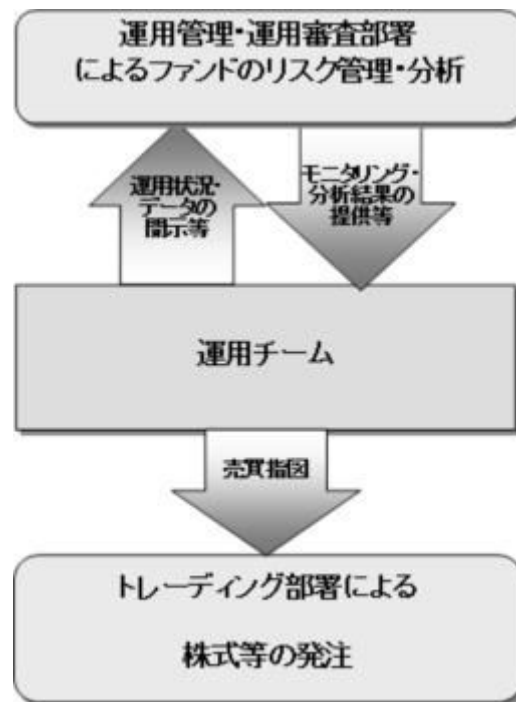 運用管理・運用審査部署
によるファンドのリスク管理・分析
運用状況・
データの
開示等
モニタリング・
分析結果の
提供等
運用チーム
売買指図
トレーディング部署による
株式等の発注